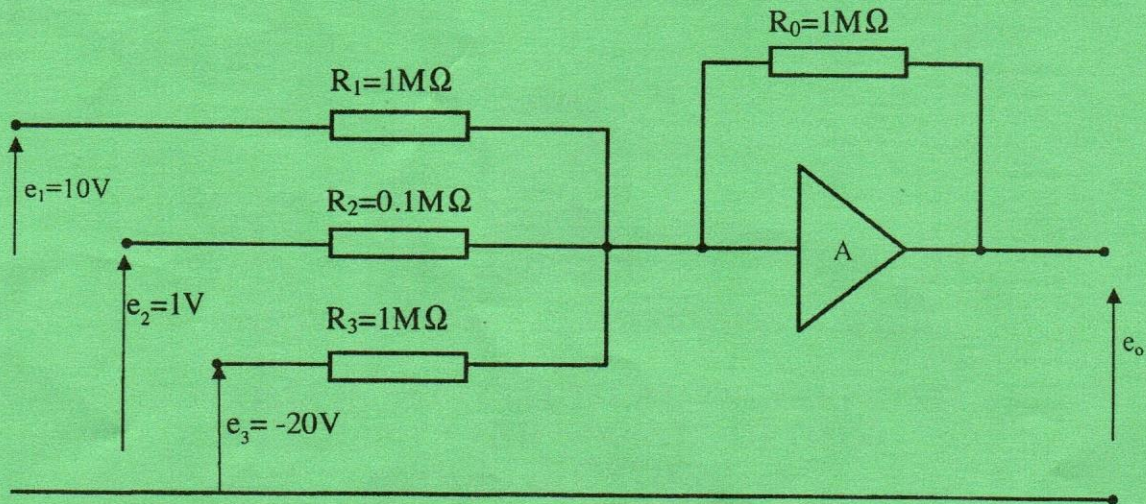 R₀=1MΩ
R₁=1MΩ
e₁=10V
R₂=0.1MΩ
A
e₂=1V
R₃=1MΩ
eₒ
e₃= -20V